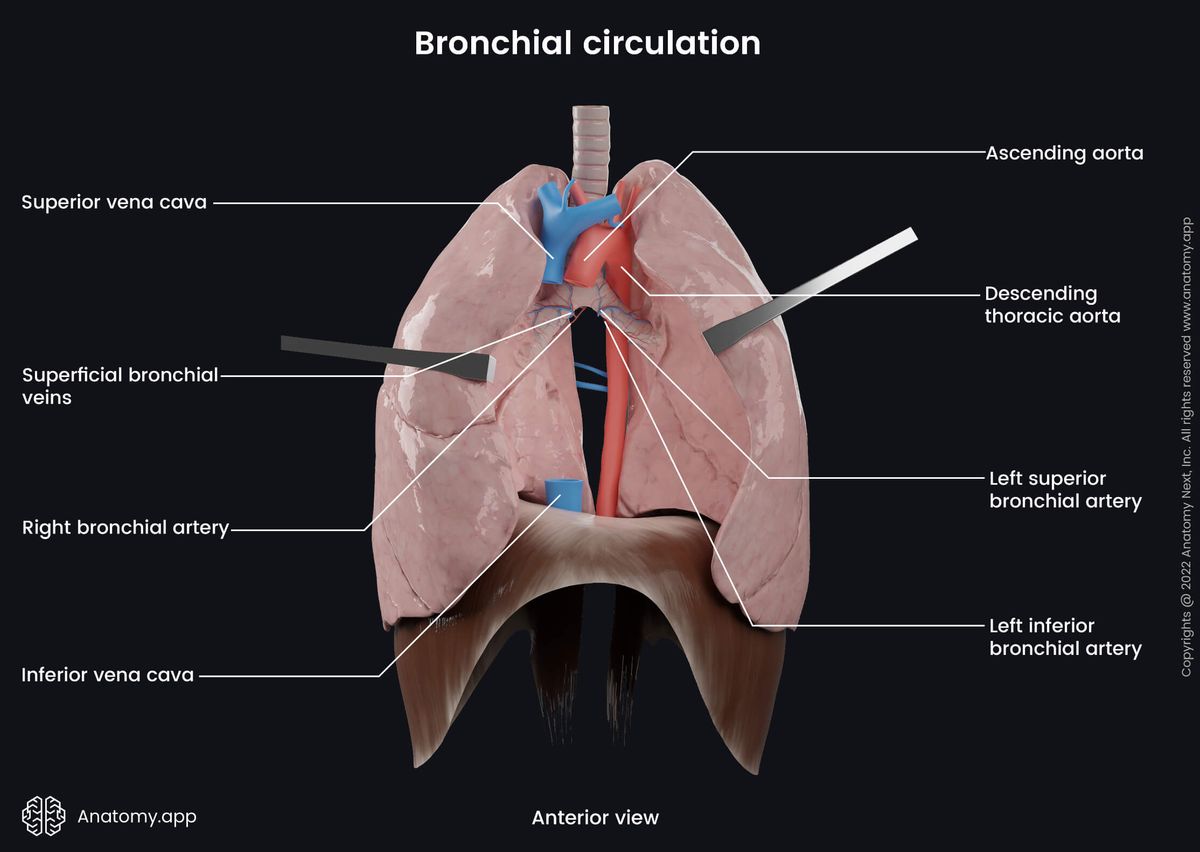 Bronchial circulation
Ascending aorta
Superior vena cava
Descending
thoracic aorta
Superficial bronchial
veins
Left superior
bronchial artery
Right bronchial artery
Left inferior
bronchial artery
Inferior vena cava
Anatomy.app
Anterior view
Copyrights @ 2022 Anatomy Next, Inc. All rights reserved www.anatomy.app